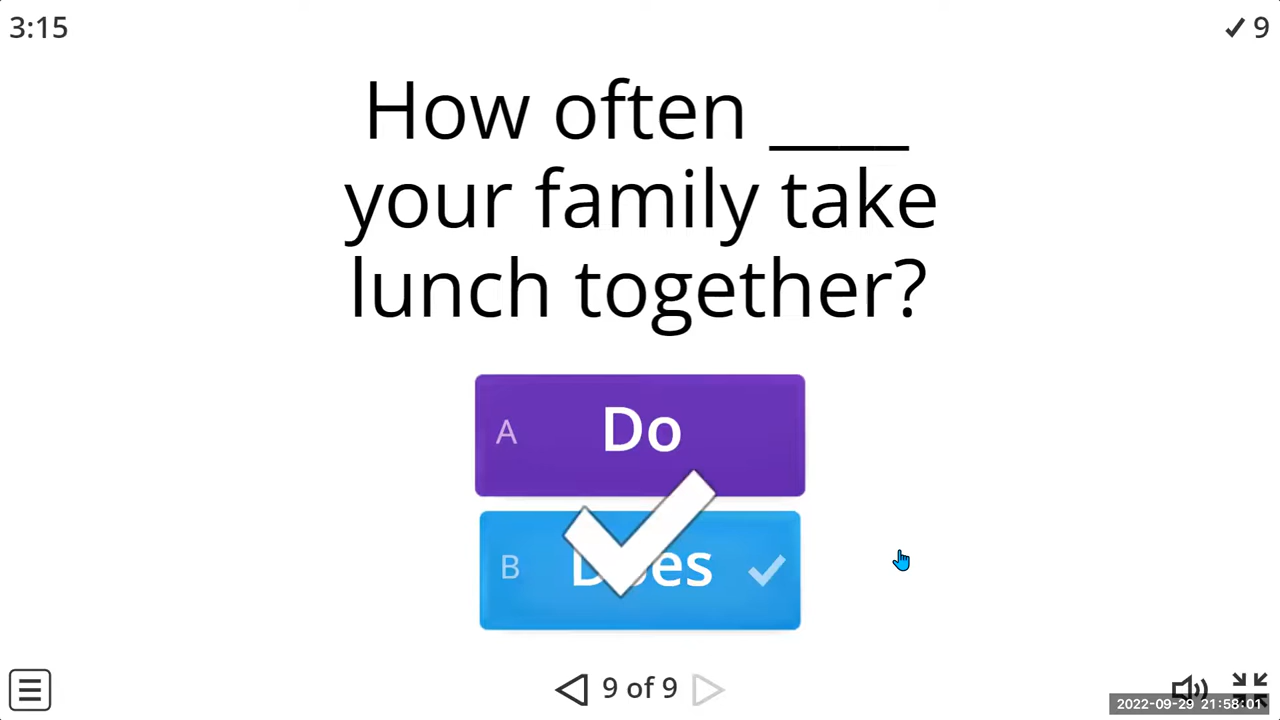 3:15
9
How often ____
your family take
lunch together?
A Do
B Does
9 of 9
2022-09-29 21:58:01